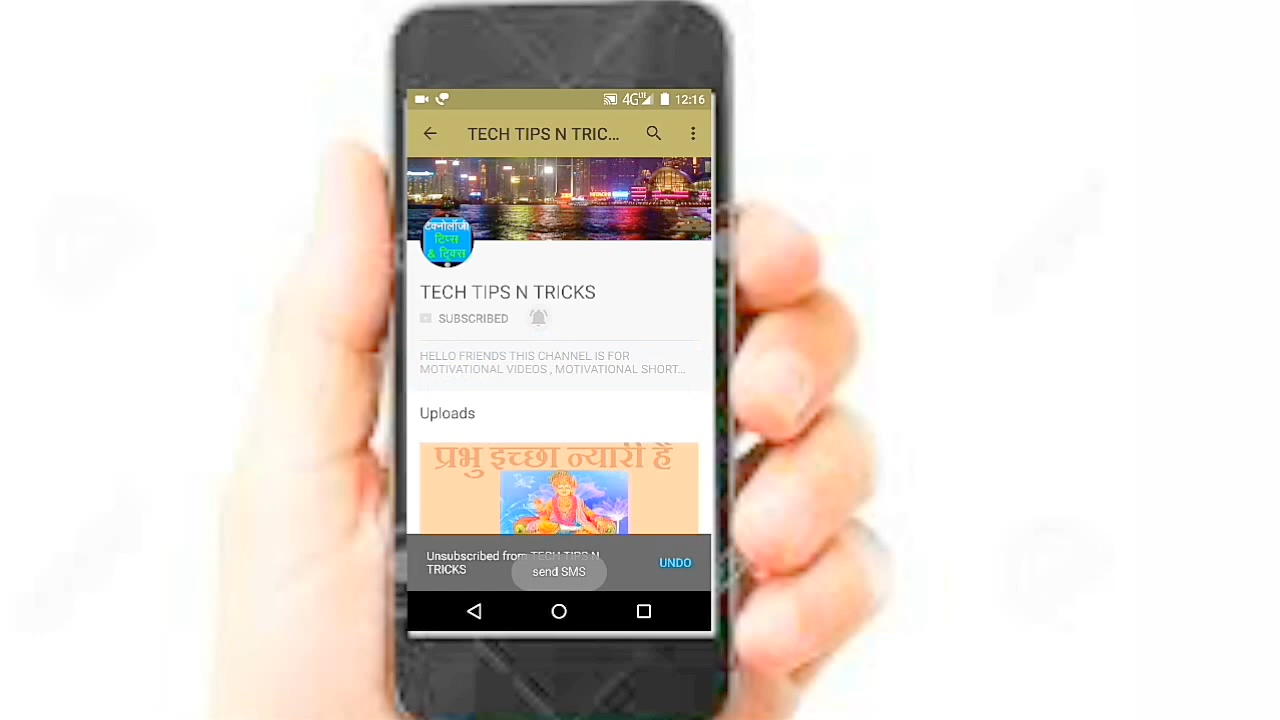 4G LTE 12:16
TECH TIPS N TRIC...
टेक्नोलॉजी
टिप्स
& ट्रिक्स
TECH TIPS N TRICKS
SUBSCRIBED
HELLO FRIENDS THIS CHANNEL IS FOR
MOTIVATIONAL VIDEOS , MOTIVATIONAL SHORT...
Uploads
प्रभु इच्छा न्यारी है
Unsubscribed from TECH TIPS N
TRICKS
UNDO
send SMS